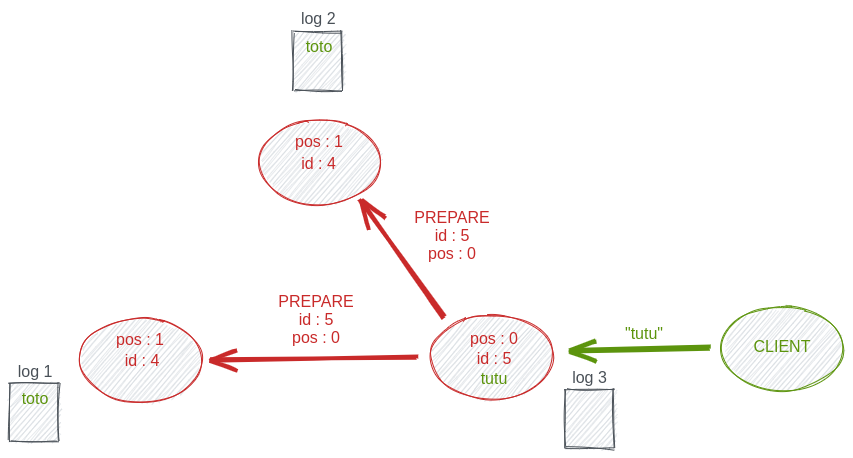 log 2
toto
pos : 1
id : 4
PREPARE
id : 5
pos : 0
PREPARE
id : 5
pos : 0
pos : 1
id : 4
pos : 0
id : 5
tutu
"tutu"
CLIENT
log 1
toto
log 3